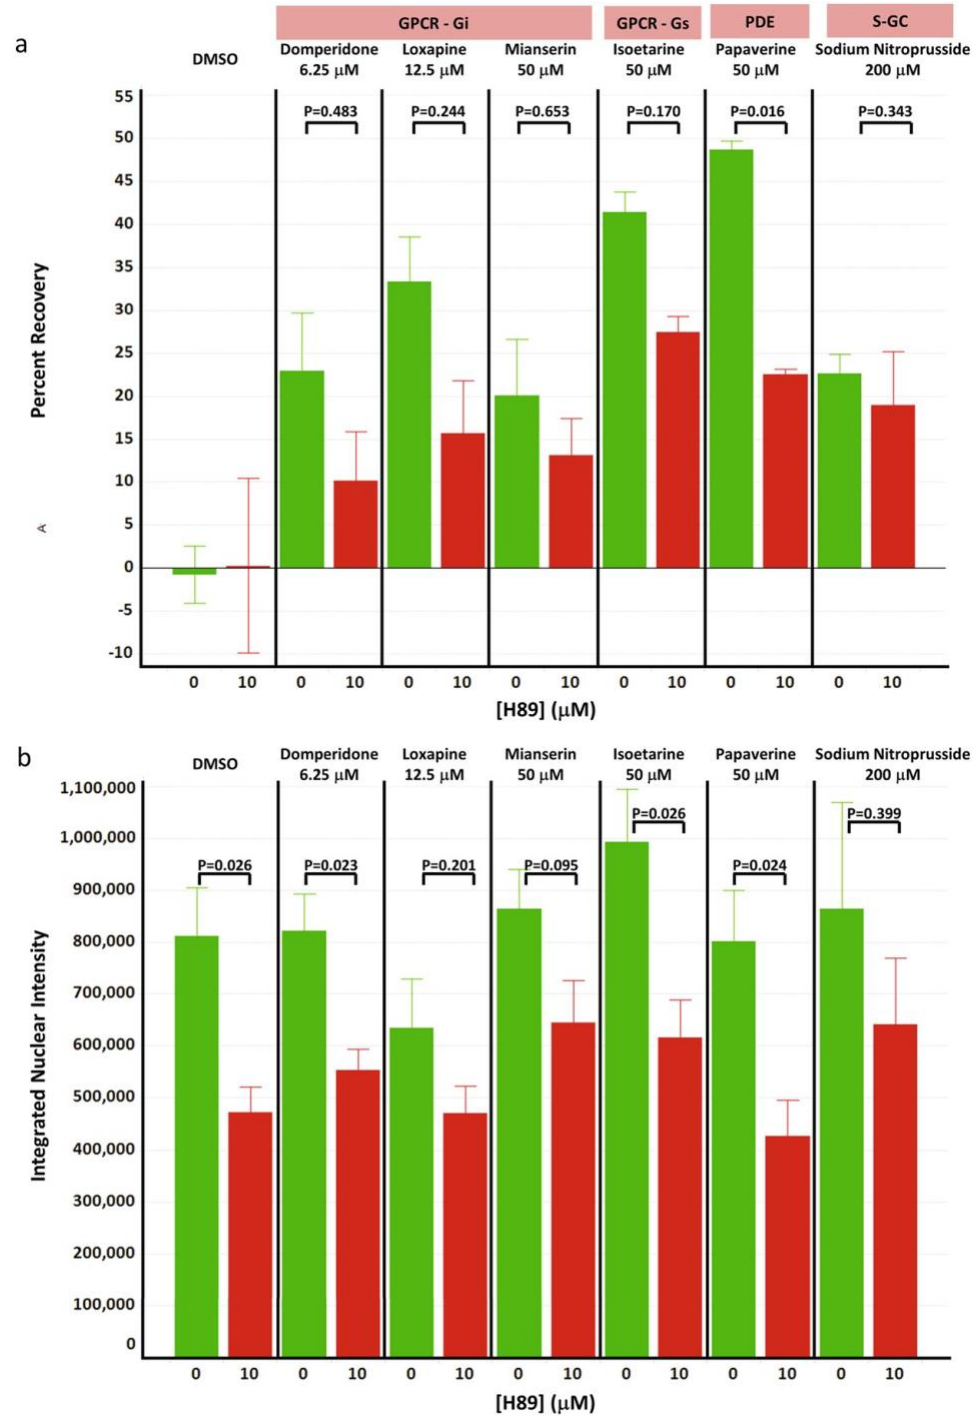 a
GPCR - Gi GPCR - Gs PDE S-GC
DMSO Domperidone Loxapine Mianserin Isoetarine Papaverine Sodium Nitroprusside
6.25 µM 12.5 µM 50 µM 50 µM 50 µM 200 µM
P=0.483 P=0.244 P=0.653 P=0.170 P=0.016 P=0.343
Percent Recovery
A
55
50
45
40
35
30
25
20
15
10
5
0
-5
-10
0 10 0 10 0 10 0 10 0 10 0 10 0 10
[H89] (µM)
b
DMSO Domperidone Loxapine Mianserin Isoetarine Papaverine Sodium Nitroprusside
6.25 µM 12.5 µM 50 µM 50 µM 50 µM 200 µM
P=0.026 P=0.023 P=0.201 P=0.095 P=0.026 P=0.024 P=0.399
Integrated Nuclear Intensity
1,100,000
1,000,000
900,000
800,000
700,000
600,000
500,000
400,000
300,000
200,000
100,000
0
0 10 0 10 0 10 0 10 0 10 0 10 0 10
[H89] (µM)